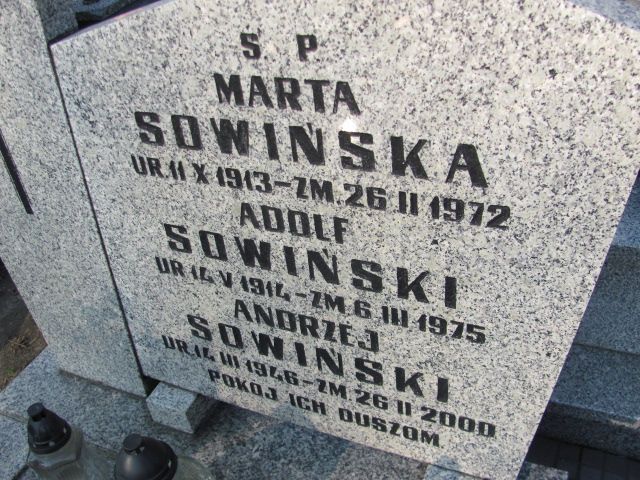 S P
MARTA
SOWIŃSKA
UR.11 X 1913-ZM.26 II 1972
ADOLF
SOWIŃSKI
UR 14 V 1914-ZM 6 III 1975
ANDRZEJ
SOWIŃSKI
UR.14 III 1946-ZM.26 II 2000
POKÓJ ICH DUSZOM